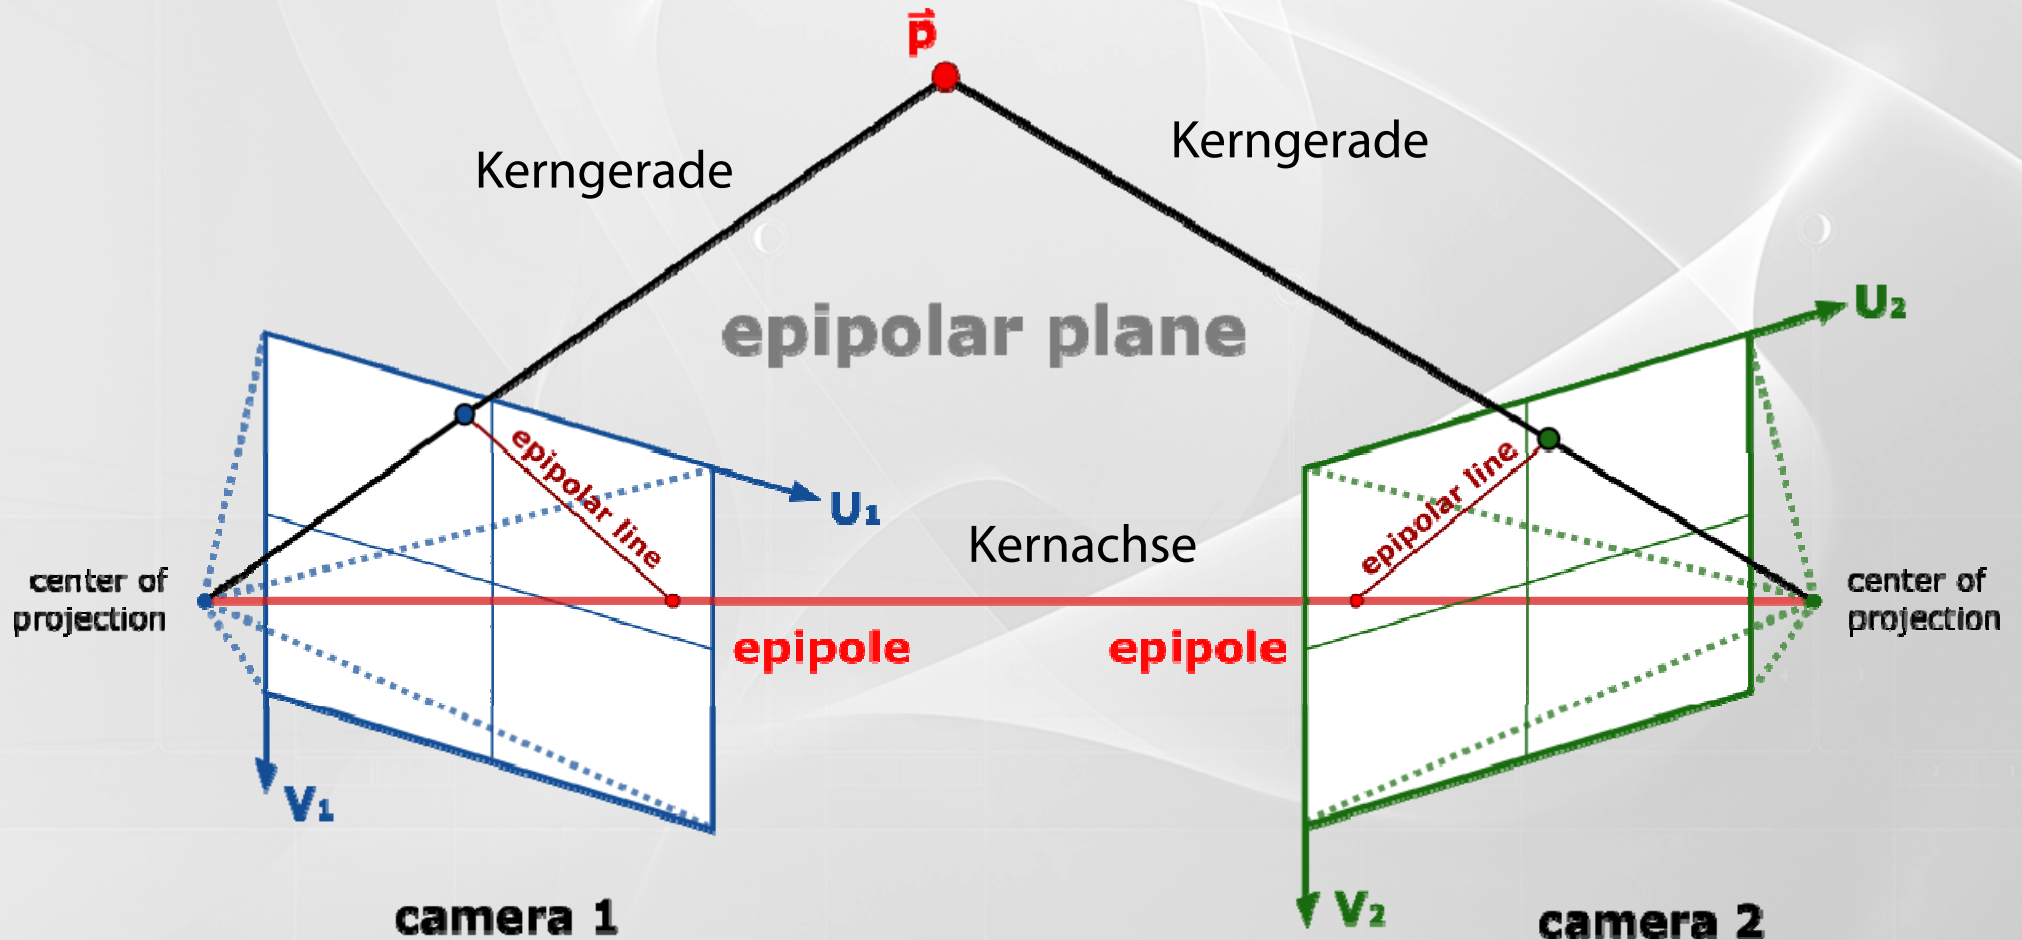 p⃗
Kerngerade
Kerngerade
epipolar plane
U₂
epipolar line
epipolar line
U₁
Kernachse
center of
projection
center of
projection
epipole
epipole
V₁
V₂
camera 1
camera 2